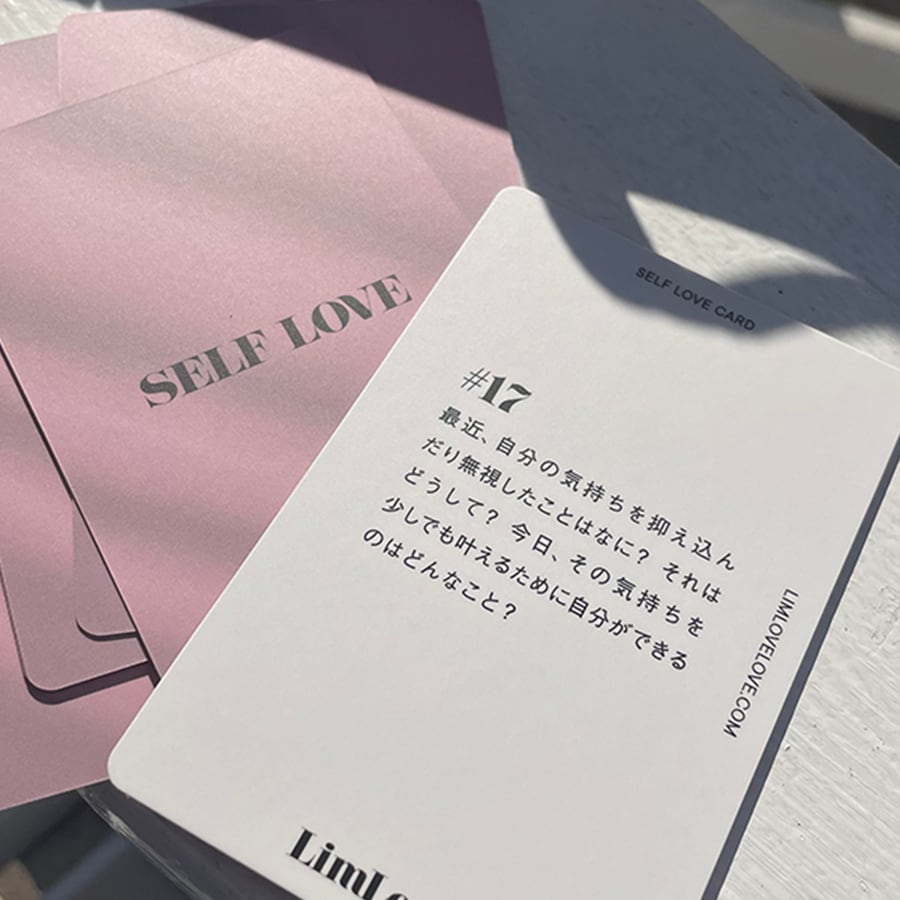 SELF LOVE
SELF LOVE CARD
#17
最近、自分の気持ちを抑え込ん
だり無視したことはなに？ それは
どうして？ 今日、その気持ちを
少しでも叶えるために自分ができる
のはどんなこと？
LIMLOVELOVE.COM